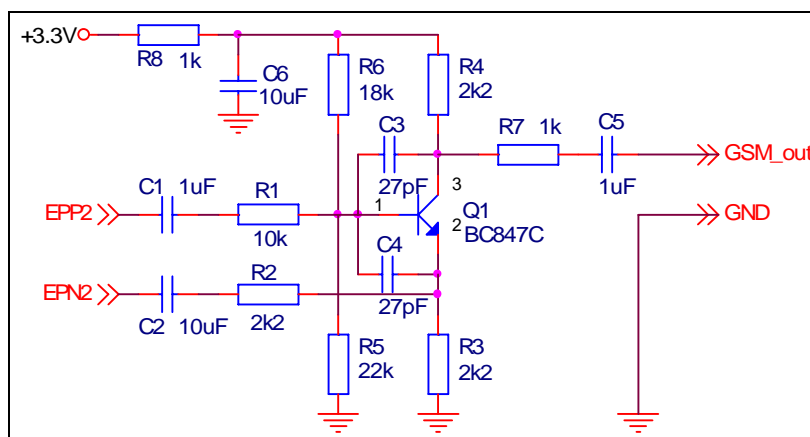 +3.3V
R8 1k
C6
10uF
R6
18k
R4
2k2
C3
27pF
R7 1k
C5
1uF
GSM_out
EPP2
C1
1uF
R1
10k
1
3
2
Q1
BC847C
GND
C4
27pF
EPN2
C2
10uF
R2
2k2
R5
22k
R3
2k2